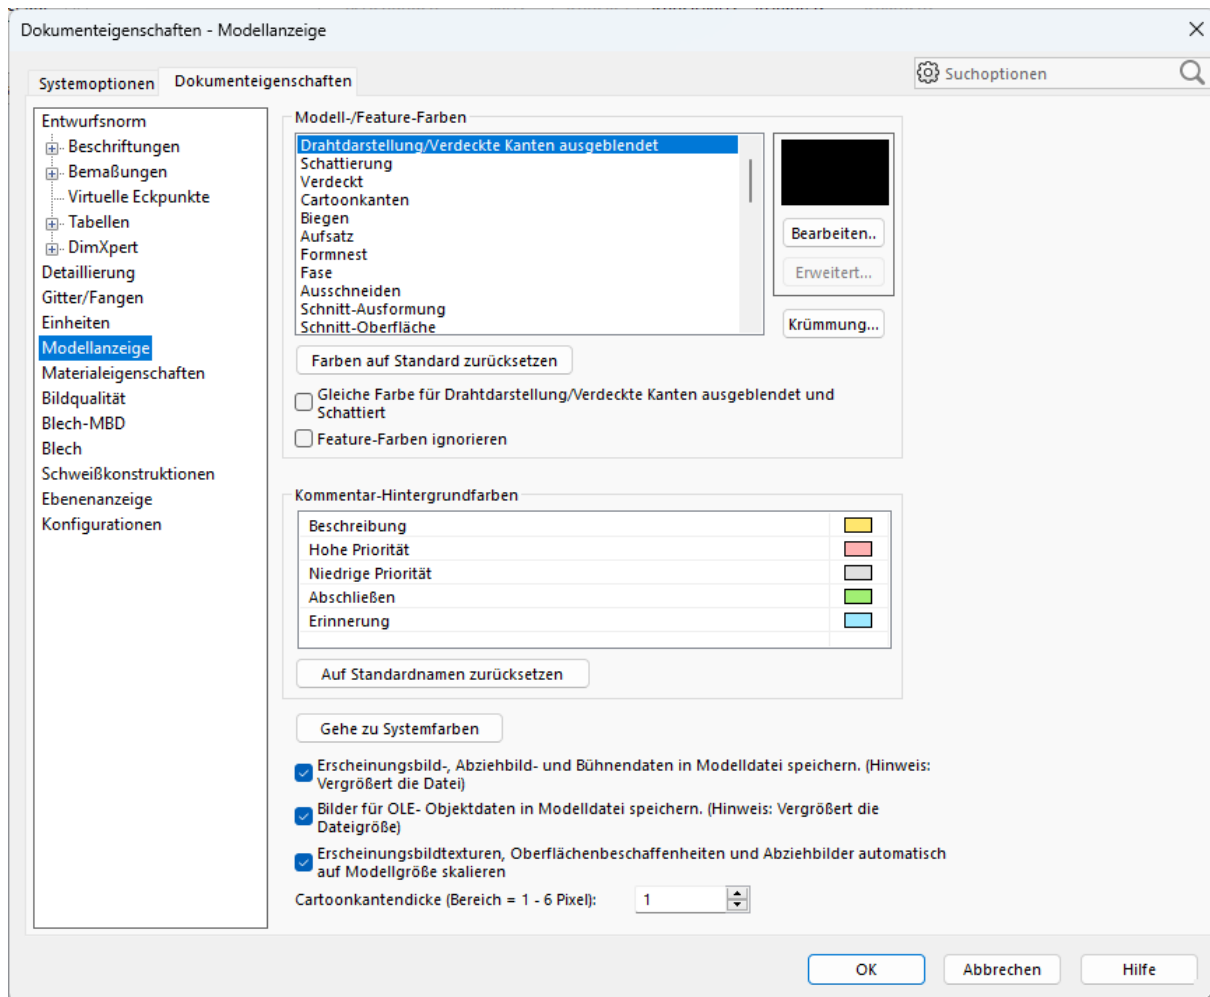 Dokumenteigenschaften - Modellanzeige
Systemoptionen
Dokumenteigenschaften
Suchoptionen
Entwurfsnorm
Beschriftungen
Bemaßungen
Virtuelle Eckpunkte
Tabellen
DimXpert
Detaillierung
Gitter/Fangen
Einheiten
Modellanzeige
Materialeigenschaften
Bildqualität
Blech-MBD
Blech
Schweißkonstruktionen
Ebenenanzeige
Konfigurationen
Modell-/Feature-Farben
Drahtdarstellung/Verdeckte Kanten ausgeblendet
Schattierung
Verdeckt
Cartoonkanten
Biegen
Aufsatz
Formnest
Fase
Ausschneiden
Schnitt-Ausformung
Schnitt-Oberfläche
Bearbeiten..
Erweitert...
Krümmung...
Farben auf Standard zurücksetzen
Gleiche Farbe für Drahtdarstellung/Verdeckte Kanten ausgeblendet und
Schattiert
Feature-Farben ignorieren
Kommentar-Hintergrundfarben
Beschreibung
Hohe Priorität
Niedrige Priorität
Abschließen
Erinnerung
Auf Standardnamen zurücksetzen
Gehe zu Systemfarben
Erscheinungsbild-, Abziehbild- und Bühnendaten in Modelldatei speichern. (Hinweis:
Vergrößert die Datei)
Bilder für OLE- Objektdaten in Modelldatei speichern. (Hinweis: Vergrößert die
Dateigröße)
Erscheinungsbildtexturen, Oberflächenbeschaffenheiten und Abziehbilder automatisch
auf Modellgröße skalieren
Cartoonkantendicke (Bereich = 1 - 6 Pixel):
1
OK
Abbrechen
Hilfe